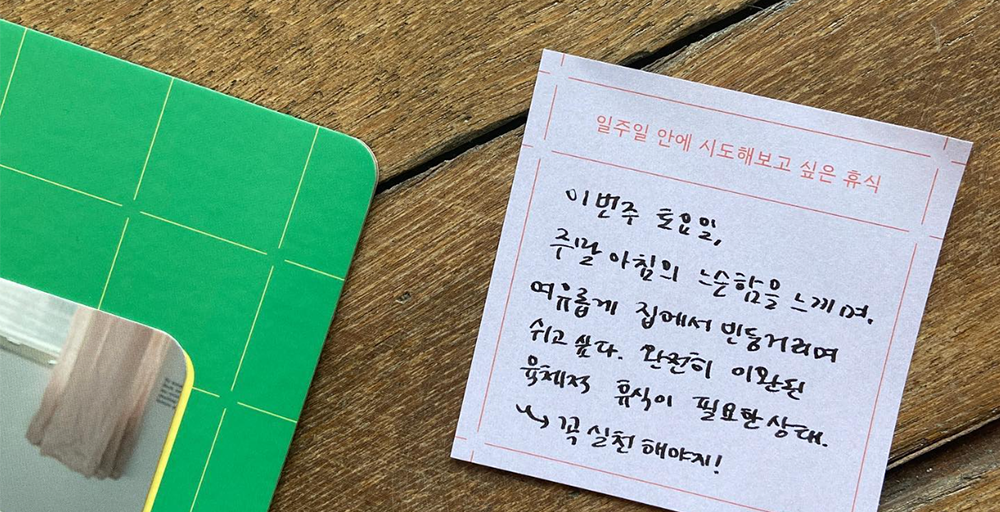 일주일 안에 시도해보고 싶은 휴식
이번주 토요일,
주말 아침의 느슨함을 느끼며,
여유롭게 집에서 빈둥거리며
쉬고 싶다. 완전히 이완된
육체적 휴식이 필요한 상태.
↳ 꼭 실천해야지!